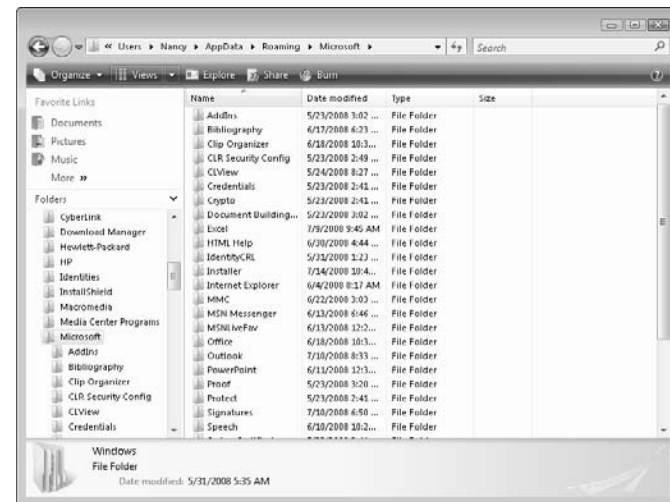 « Users ▸ Nancy ▸ AppData ▸ Roaming ▸ Microsoft ▸
Search
Organize Views Explore Share Burn
Favorite Links
Documents
Pictures
Music
More »
Folders
CyberLink
Download Manager
Hewlett-Packard
HP
Identities
InstallShield
Macromedia
Media Center Programs
Microsoft
AddIns
Bibliography
Clip Organizer
CLR Security Config
CLView
Credentials
Name Date modified Type Size
AddIns 5/23/2008 3:02 ... File Folder
Bibliography 6/17/2008 6:23 ... File Folder
Clip Organizer 6/18/2008 10:3... File Folder
CLR Security Config 5/23/2008 2:49 ... File Folder
CLView 5/24/2008 8:27 ... File Folder
Credentials 5/23/2008 2:41 ... File Folder
Crypto 5/23/2008 2:41 ... File Folder
Document Building... 5/23/2008 3:02 ... File Folder
Excel 7/9/2008 9:45 AM File Folder
HTML Help 6/30/2008 4:44 ... File Folder
IdentityCRL 5/31/2008 1:23 ... File Folder
Installer 7/14/2008 10:4... File Folder
Internet Explorer 6/4/2008 8:17 AM File Folder
MMC 6/22/2008 3:03 ... File Folder
MSN Messenger 6/13/2008 6:46 ... File Folder
MSNLiveFav 6/13/2008 12:2... File Folder
Office 6/18/2008 10:3... File Folder
Outlook 7/10/2008 8:33 ... File Folder
PowerPoint 6/11/2008 12:3... File Folder
Proof 5/23/2008 3:20 ... File Folder
Protect 5/23/2008 2:41 ... File Folder
Signatures 7/10/2008 6:50 ... File Folder
Speech 6/10/2008 10:2... File Folder
Windows
File Folder
Date modified: 5/31/2008 5:35 AM